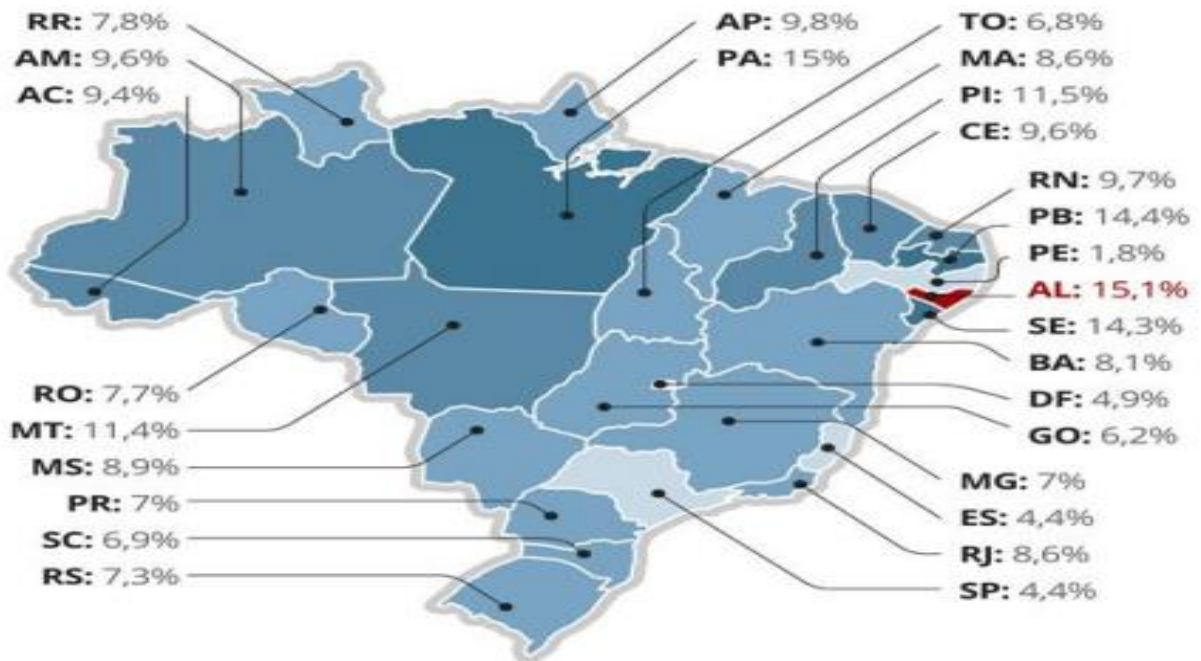 RR: 7,8%
AM: 9,6%
AC: 9,4%
AP: 9,8%
PA: 15%
TO: 6,8%
MA: 8,6%
PI: 11,5%
CE: 9,6%
RN: 9,7%
PB: 14,4%
PE: 1,8%
AL: 15,1%
SE: 14,3%
BA: 8,1%
DF: 4,9%
GO: 6,2%
RO: 7,7%
MT: 11,4%
MS: 8,9%
PR: 7%
SC: 6,9%
RS: 7,3%
MG: 7%
ES: 4,4%
RJ: 8,6%
SP: 4,4%